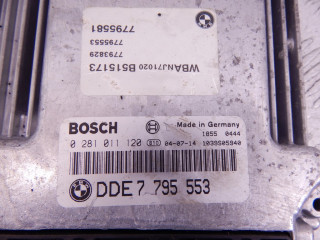 7795581
7795553
7793829
WBANJ71020 B515173
BOSCH
Made in Germany
1855 0444
0 281 011 120 04-07-14 1039S05940
DDE 7 795 553